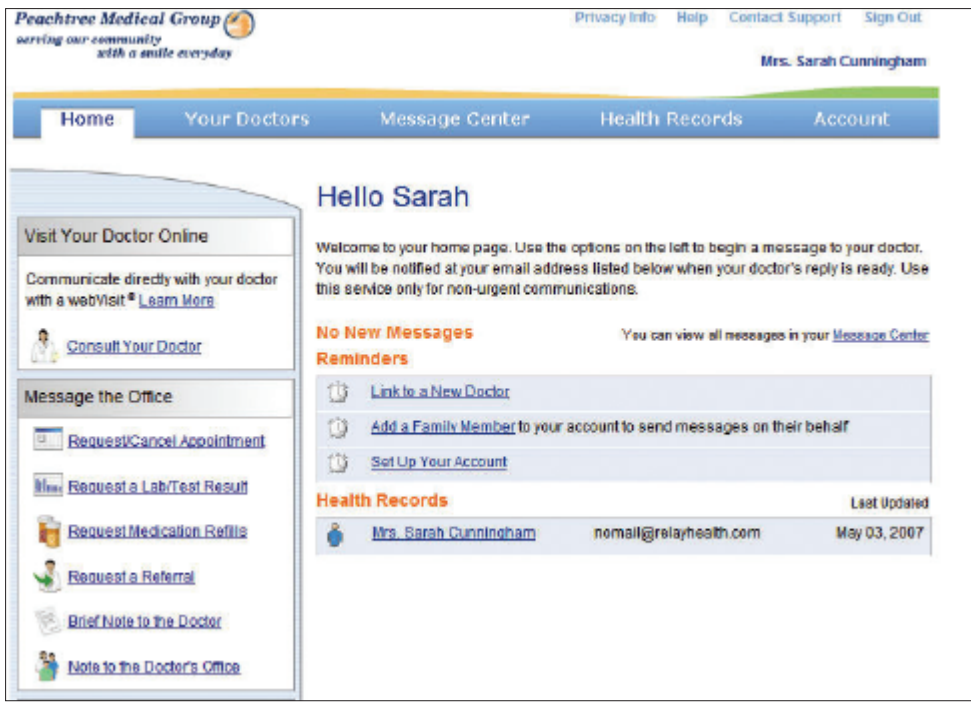 Peachtree Medical Group
serving our community
with a smile everyday
Privacy Info Help Contact Support Sign Out
Mrs. Sarah Cunningham
Home Your Doctors Message Center Health Records Account
Visit Your Doctor Online
Communicate directly with your doctor
with a webVisit ® Learn More
Consult Your Doctor
Message the Office
Request/Cancel Appointment
Request a Lab/Test Result
Request Medication Refills
Request a Referral
Brief Note to the Doctor
Note to the Doctor's Office
Hello Sarah
Welcome to your home page. Use the options on the left to begin a message to your doctor.
You will be notified at your email address listed below when your doctor's reply is ready. Use
this service only for non-urgent communications.
No New Messages You can view all messages in your Message Center
Reminders
Link to a New Doctor
Add a Family Member to your account to send messages on their behalf
Set Up Your Account
Health Records Last Updated
Mrs. Sarah Cunningham nomail@relayhealth.com May 03, 2007